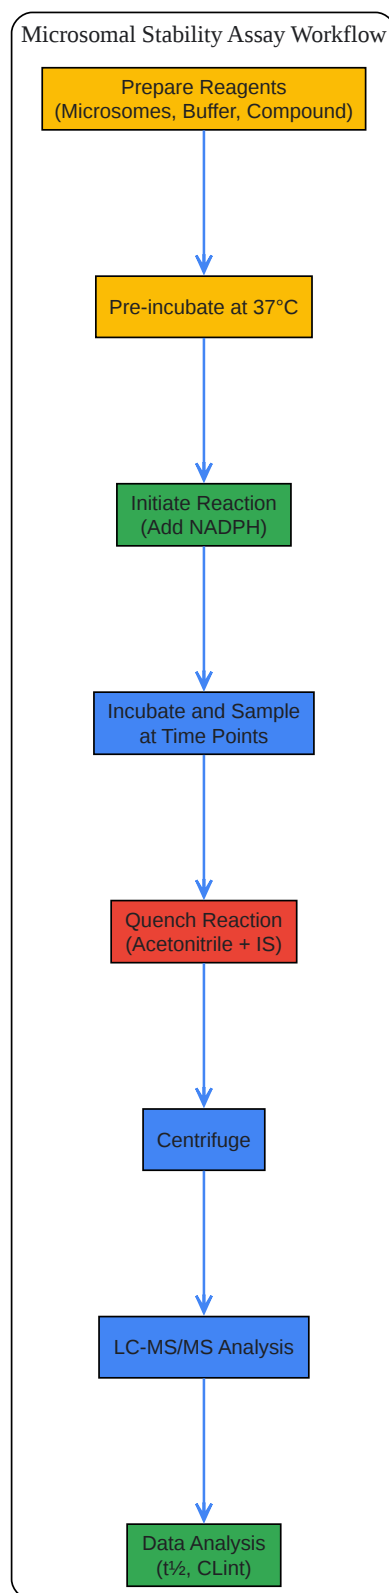 Microsomal Stability Assay Workflow
Prepare Reagents
(Microsomes, Buffer, Compound)
Pre-incubate at 37°C
Initiate Reaction
(Add NADPH)
Incubate and Sample
at Time Points
Quench Reaction
(Acetonitrile + IS)
Centrifuge
LC-MS/MS Analysis
Data Analysis
(t½, CLint)